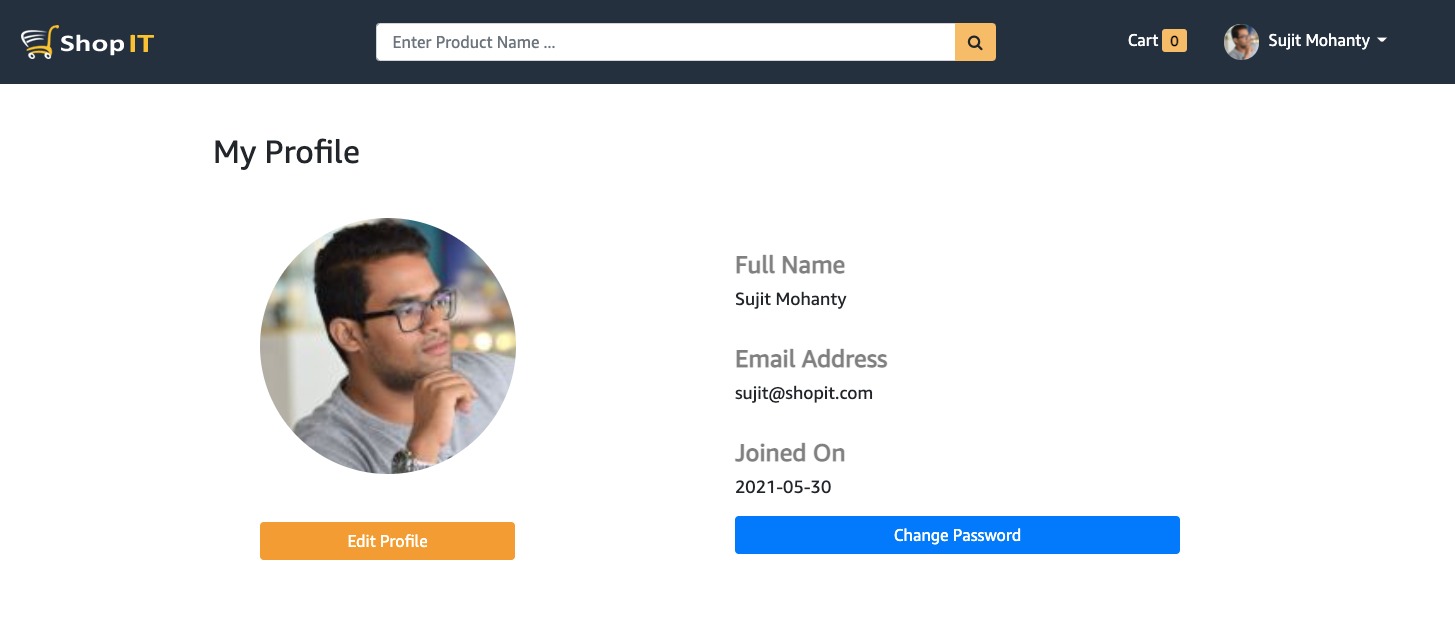 Shop IT
Enter Product Name ...
Cart 0
Sujit Mohanty
My Profile
Full Name
Sujit Mohanty
Email Address
sujit@shopit.com
Joined On
2021-05-30
Change Password
Edit Profile